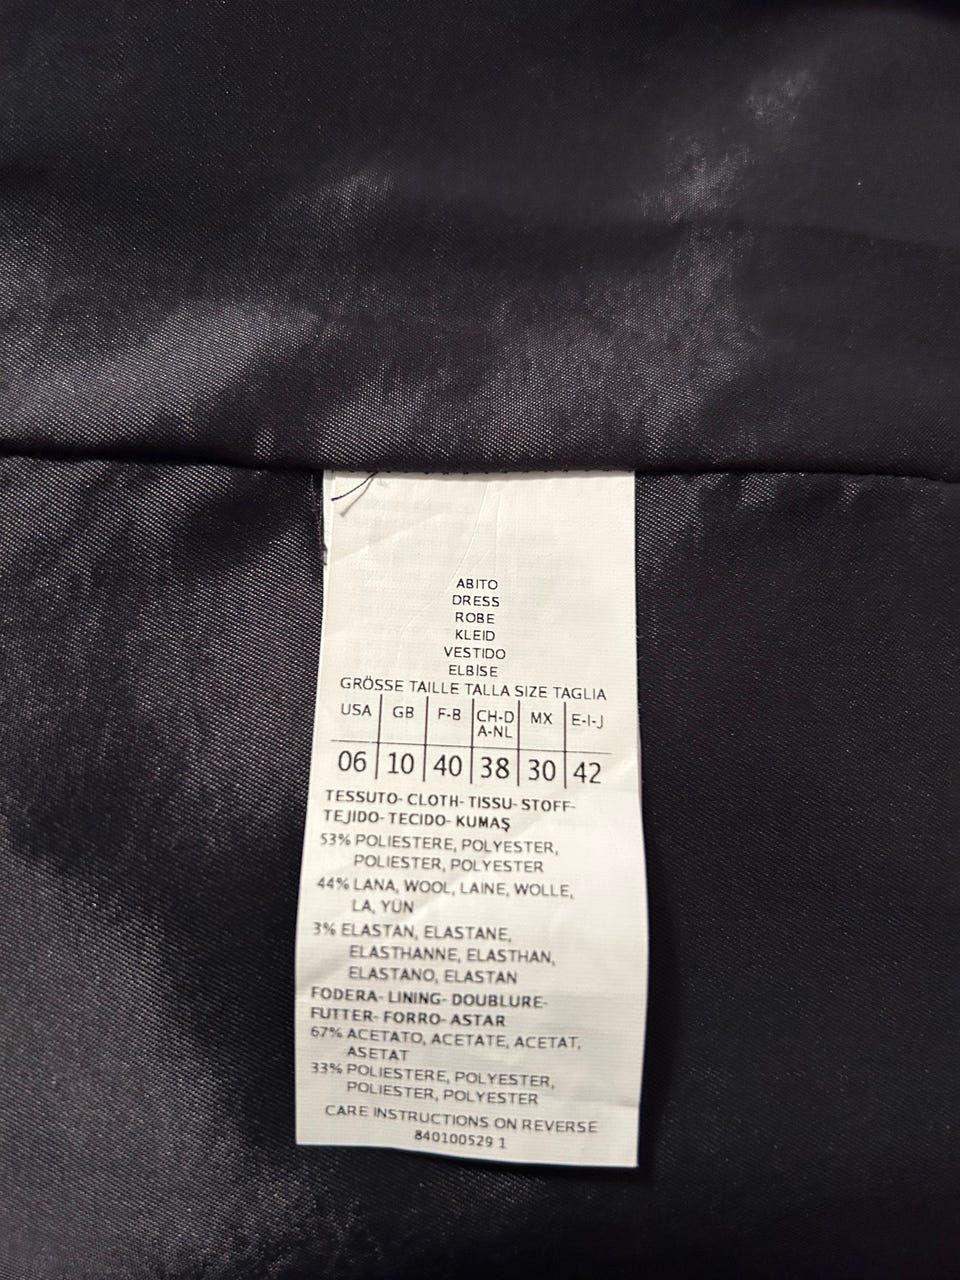 ABITO
DRESS
ROBE
KLEID
VESTIDO
ELBİSE
GRÖSSE TAILLE TALLA SIZE TAGLIA
USA GB F-B CH-D A-NL MX E-I-J
06 10 40 38 30 42
TESSUTO- CLOTH- TISSU- STOFF-
TEJIDO- TECIDO- KUMAŞ
53% POLIESTERE, POLYESTER,
POLIESTER, POLYESTER
44% LANA, WOOL, LAINE, WOLLE,
LA, YÜN
3% ELASTAN, ELASTANE,
ELASTHANNE, ELASTHAN,
ELASTANO, ELASTAN
FODERA- LINING- DOUBLURE-
FUTTER- FORRO- ASTAR
67% ACETATO, ACETATE, ACETAT,
ASETAT
33% POLIESTERE, POLYESTER,
POLIESTER, POLYESTER
CARE INSTRUCTIONS ON REVERSE
840100529 1